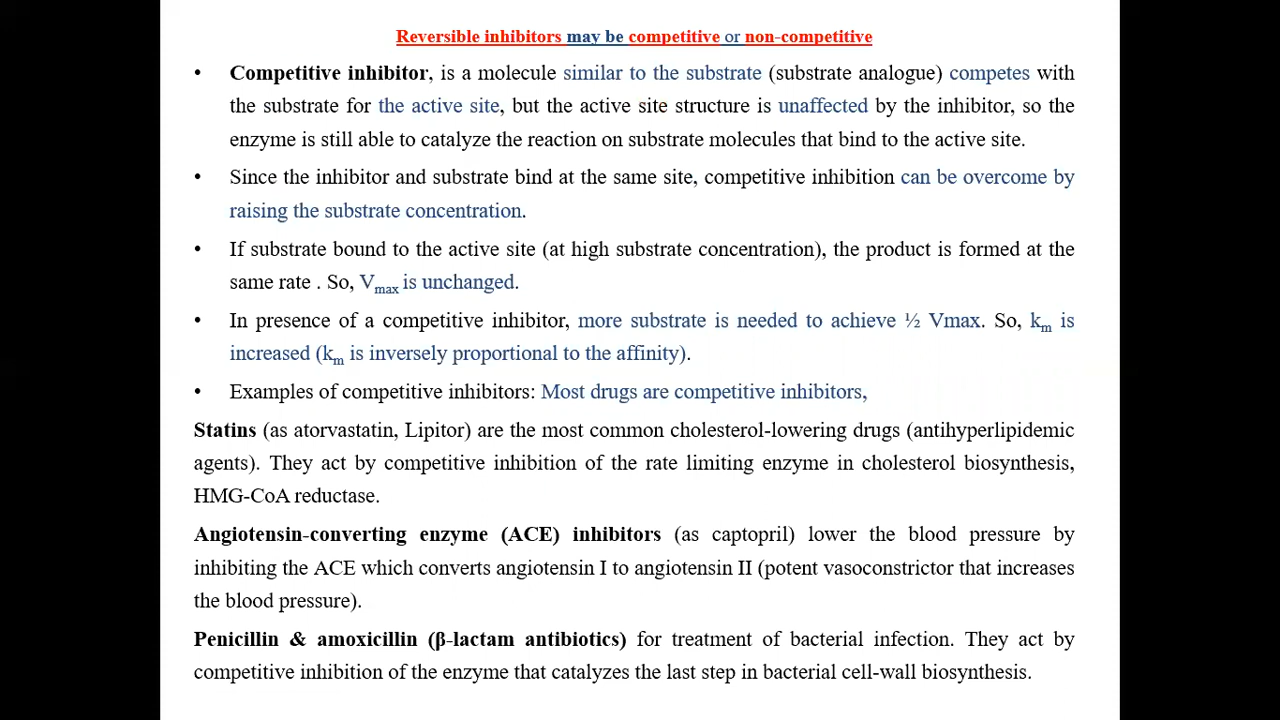 Reversible inhibitors may be competitive or non-competitive
• Competitive inhibitor, is a molecule similar to the substrate (substrate analogue) competes with
the substrate for the active site, but the active site structure is unaffected by the inhibitor, so the
enzyme is still able to catalyze the reaction on substrate molecules that bind to the active site.
• Since the inhibitor and substrate bind at the same site, competitive inhibition can be overcome by
raising the substrate concentration.
• If substrate bound to the active site (at high substrate concentration), the product is formed at the
same rate . So, Vmax is unchanged.
• In presence of a competitive inhibitor, more substrate is needed to achieve ½ Vmax. So, km is
increased (km is inversely proportional to the affinity).
• Examples of competitive inhibitors: Most drugs are competitive inhibitors,
Statins (as atorvastatin, Lipitor) are the most common cholesterol-lowering drugs (antihyperlipidemic
agents). They act by competitive inhibition of the rate limiting enzyme in cholesterol biosynthesis,
HMG-CoA reductase.
Angiotensin-converting enzyme (ACE) inhibitors (as captopril) lower the blood pressure by
inhibiting the ACE which converts angiotensin I to angiotensin II (potent vasoconstrictor that increases
the blood pressure).
Penicillin & amoxicillin (β-lactam antibiotics) for treatment of bacterial infection. They act by
competitive inhibition of the enzyme that catalyzes the last step in bacterial cell-wall biosynthesis.